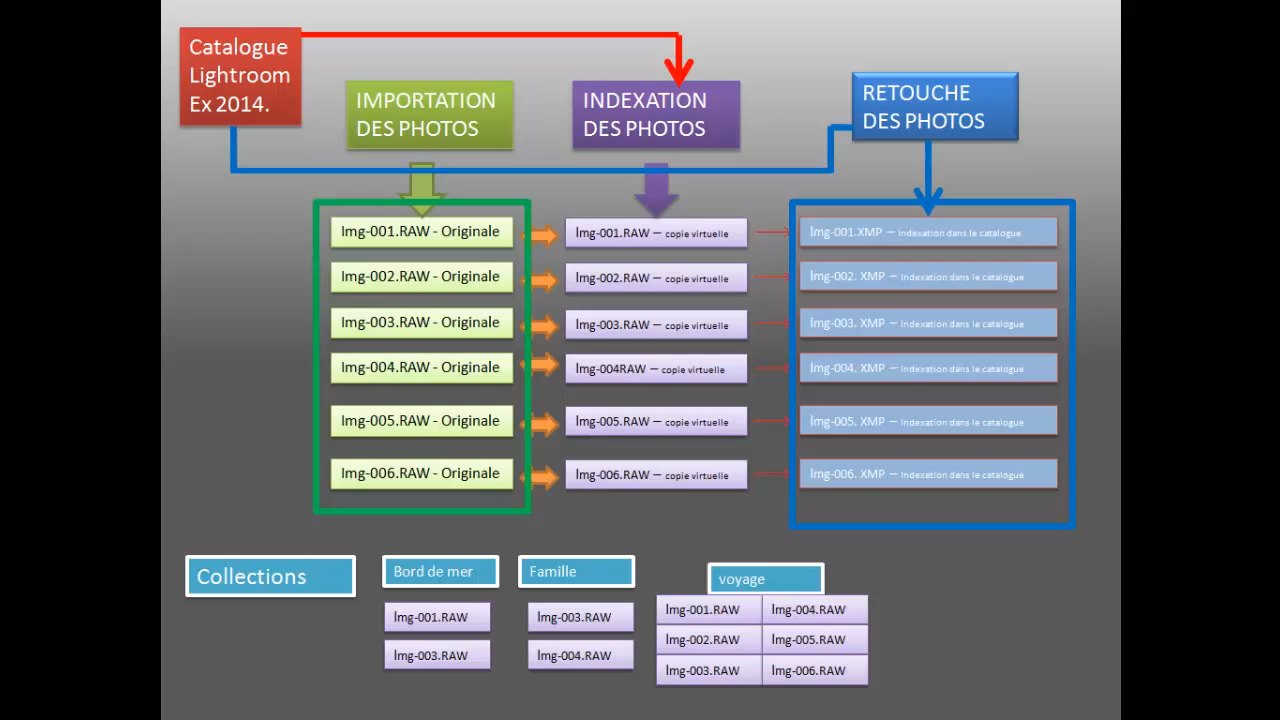 Catalogue
Lightroom
Ex 2014.
IMPORTATION
DES PHOTOS
INDEXATION
DES PHOTOS
RETOUCHE
DES PHOTOS
Img-001.RAW - Originale
Img-001.RAW – copie virtuelle
Img-001.XMP – Indexation dans le catalogue
Img-002.RAW - Originale
Img-002.RAW – copie virtuelle
Img-002. XMP – Indexation dans le catalogue
Img-003.RAW - Originale
Img-003.RAW – copie virtuelle
Img-003. XMP – Indexation dans le catalogue
Img-004.RAW - Originale
Img-004RAW – copie virtuelle
Img-004. XMP – Indexation dans le catalogue
Img-005.RAW - Originale
Img-005.RAW – copie virtuelle
Img-005. XMP – Indexation dans le catalogue
Img-006.RAW - Originale
Img-006.RAW – copie virtuelle
Img-006. XMP – Indexation dans le catalogue
Collections
Bord de mer
Img-001.RAW
Img-003.RAW
Famille
Img-003.RAW
Img-004.RAW
voyage
Img-001.RAW Img-004.RAW
Img-002.RAW Img-005.RAW
Img-003.RAW Img-006.RAW